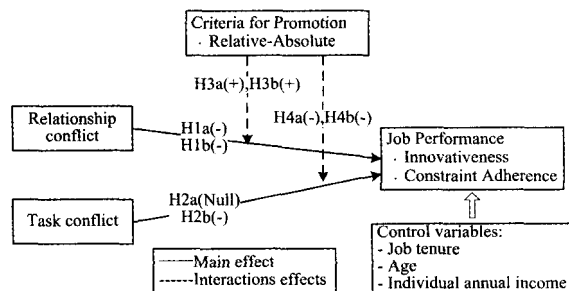 Criteria for Promotion
· Relative-Absolute
H3a(+),H3b(+)
H4a(-),H4b(-)
Relationship
conflict
H1a(-)
H1b(-)
Job Performance
· Innovativeness
· Constraint Adherence
Task conflict
H2a(Null)
H2b(-)
Control variables:
- Job tenure
- Age
- Individual annual income
Main effect
Interactions effects